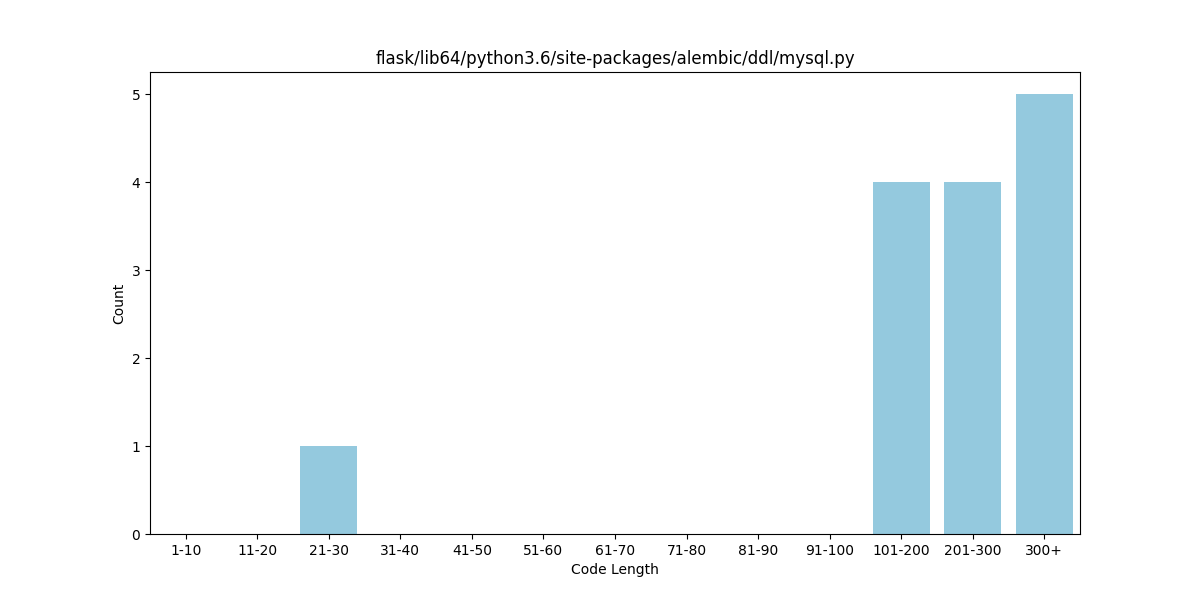 flask/lib64/python3.6/site-packages/alembic/ddl/mysql.py
5
4
3
2
1
0
Count
1-10 11-20 21-30 31-40 41-50 51-60 61-70 71-80 81-90 91-100 101-200 201-300 300+
Code Length